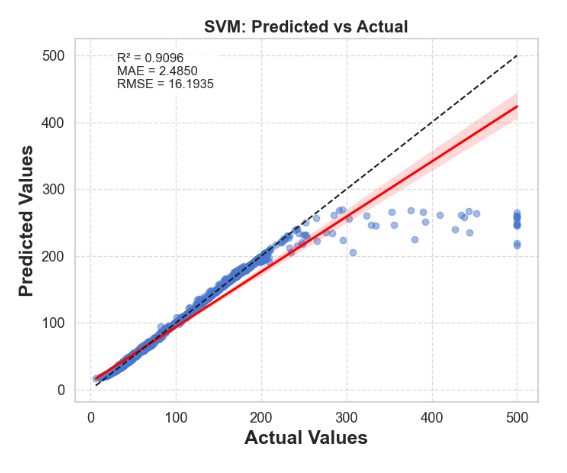 SVM: Predicted vs Actual
R² = 0.9096
MAE = 2.4850
RMSE = 16.1935
500
400
300
200
100
0
Predicted Values
0 100 200 300 400 500
Actual Values